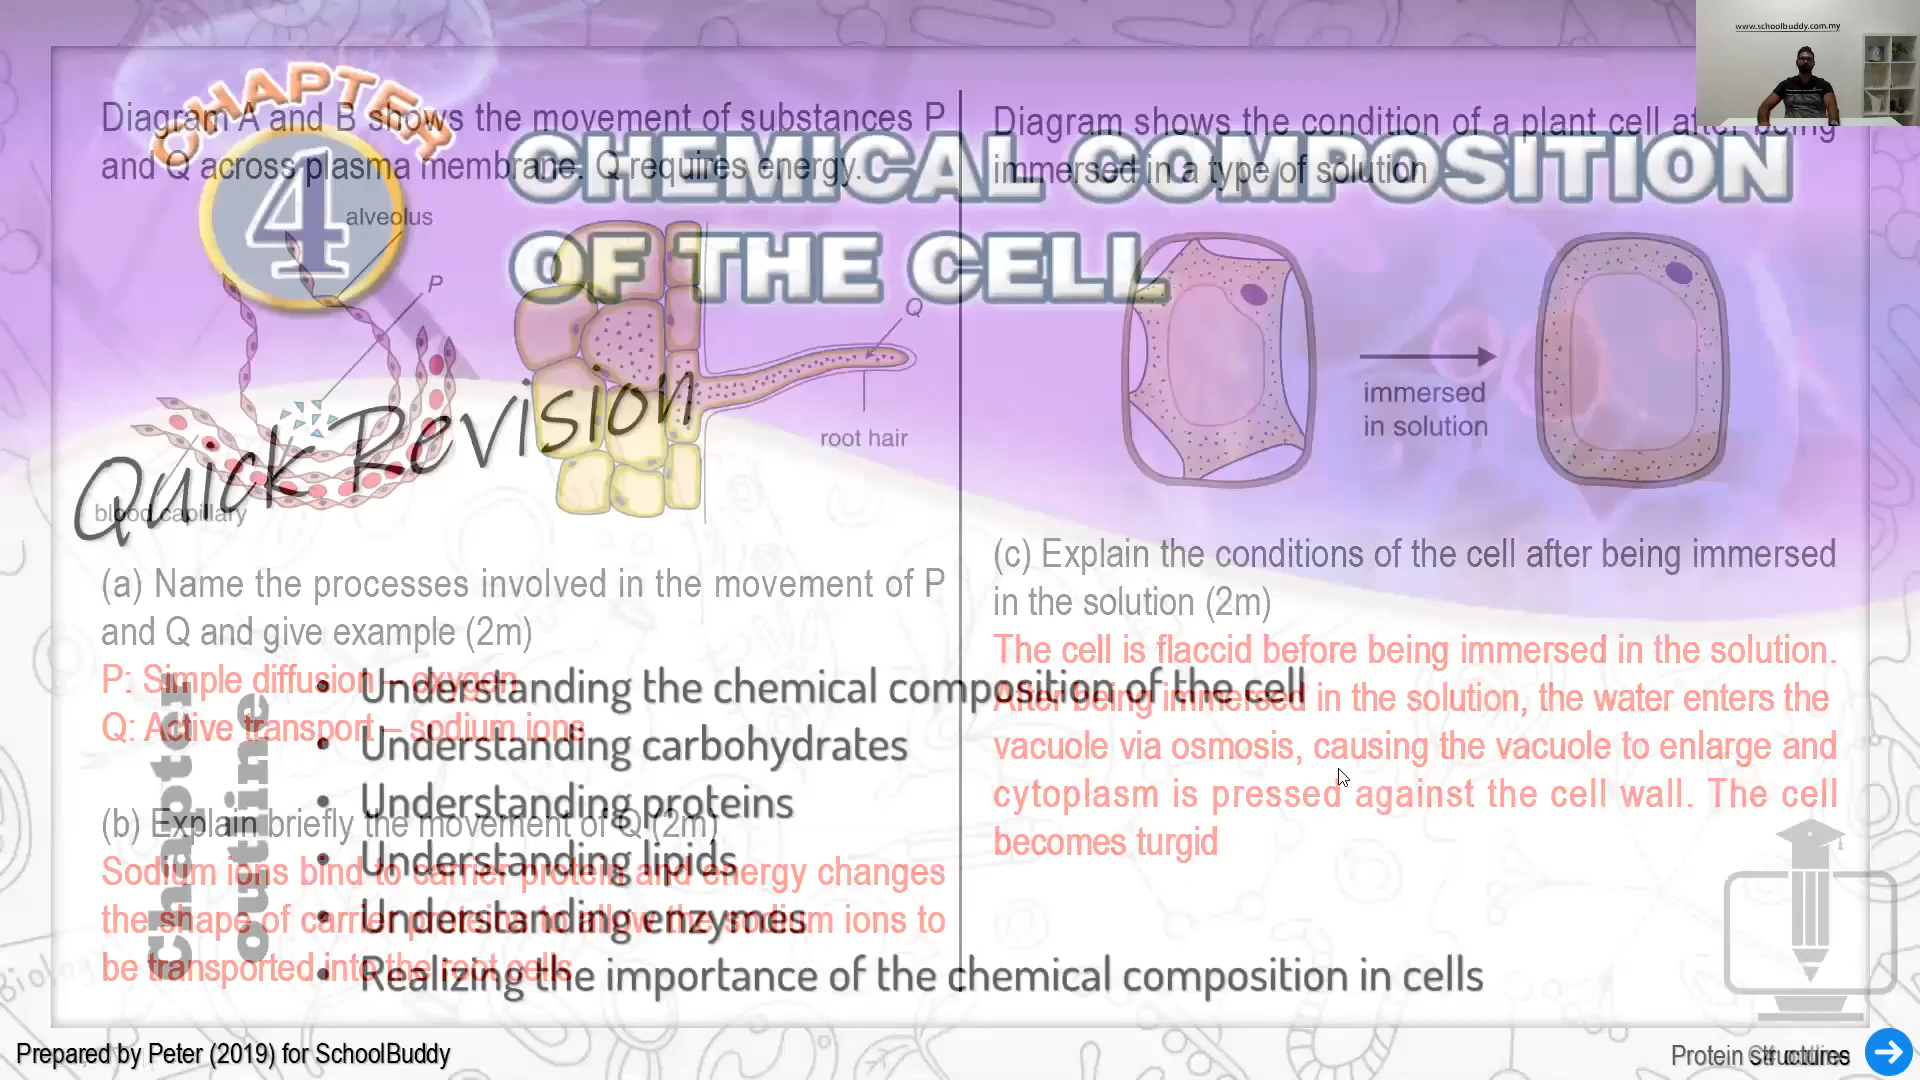 www.schoolbuddy.com.my
CHAPTER
4
CHEMICAL COMPOSITION
OF THE CELL
Diagram A and B shows the movement of substances P
and Q across plasma membrane. Q requires energy.
alveolus
P
Q
root hair
blood capillary
Quick Revision
(a) Name the processes involved in the movement of P
and Q and give example (2m)
P: Simple diffusion – oxygen
Q: Active transport – sodium ions
(b) Explain briefly the movement of Q (2m)
Sodium ions bind to carrier protein and energy changes
the shape of carrier proteins to allow the sodium ions to
be transported into the root cells
Diagram shows the condition of a plant cell after being
immersed in a type of solution
immersed
in solution
(c) Explain the conditions of the cell after being immersed
in the solution (2m)
The cell is flaccid before being immersed in the solution.
After being immersed in the solution, the water enters the
vacuole via osmosis, causing the vacuole to enlarge and
cytoplasm is pressed against the cell wall. The cell
becomes turgid
Chapter
outline
• Understanding the chemical composition of the cell
• Understanding carbohydrates
• Understanding proteins
• Understanding lipids
• Understanding enzymes
• Realizing the importance of the chemical composition in cells
Biology
Prepared by Peter (2019) for SchoolBuddy
Protein Structures